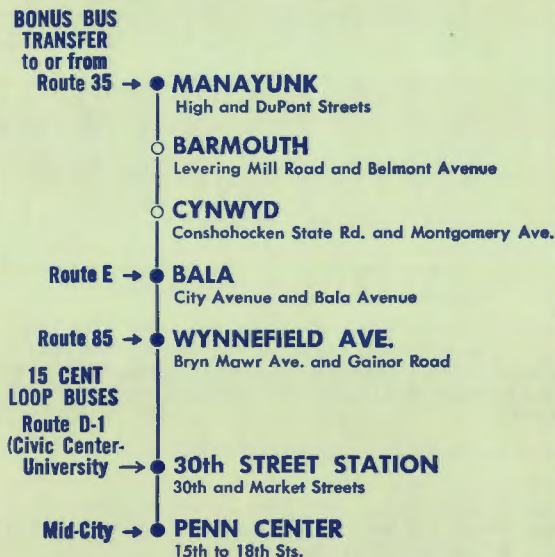 BONUS BUS
TRANSFER
to or from
Route 35 → MANAYUNK
High and DuPont Streets
BARMOUTH
Levering Mill Road and Belmont Avenue
CYNWYD
Conshohocken State Rd. and Montgomery Ave.
Route E → BALA
City Avenue and Bala Avenue
Route 85 → WYNNEFIELD AVE.
Bryn Mawr Ave. and Gainor Road
15 CENT
LOOP BUSES
Route D-1
(Civic Center-
University → 30th STREET STATION
30th and Market Streets
Mid-City → PENN CENTER
15th to 18th Sts.